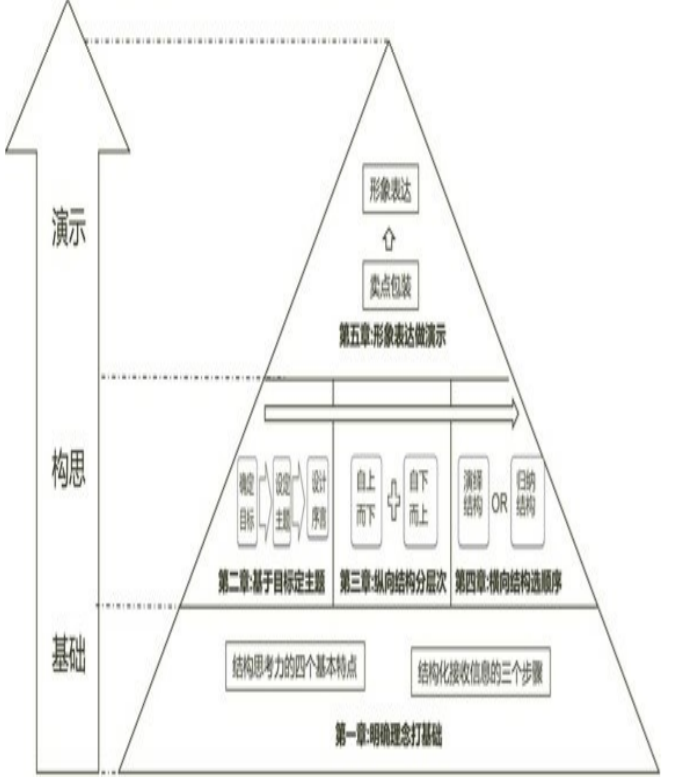 演示
形象表达
卖点包装
第五章:形象表达做演示
构思
确定
目标
设定
主题
设计
序言
自上
而下
自下
而上
演绎
结构
OR
归纳
结构
第二章:基于目标定主题
第三章:纵向结构分层次
第四章:横向结构选顺序
基础
结构思考力的四个基本特点
结构化接收信息的三个步骤
第一章:明确理念打基础